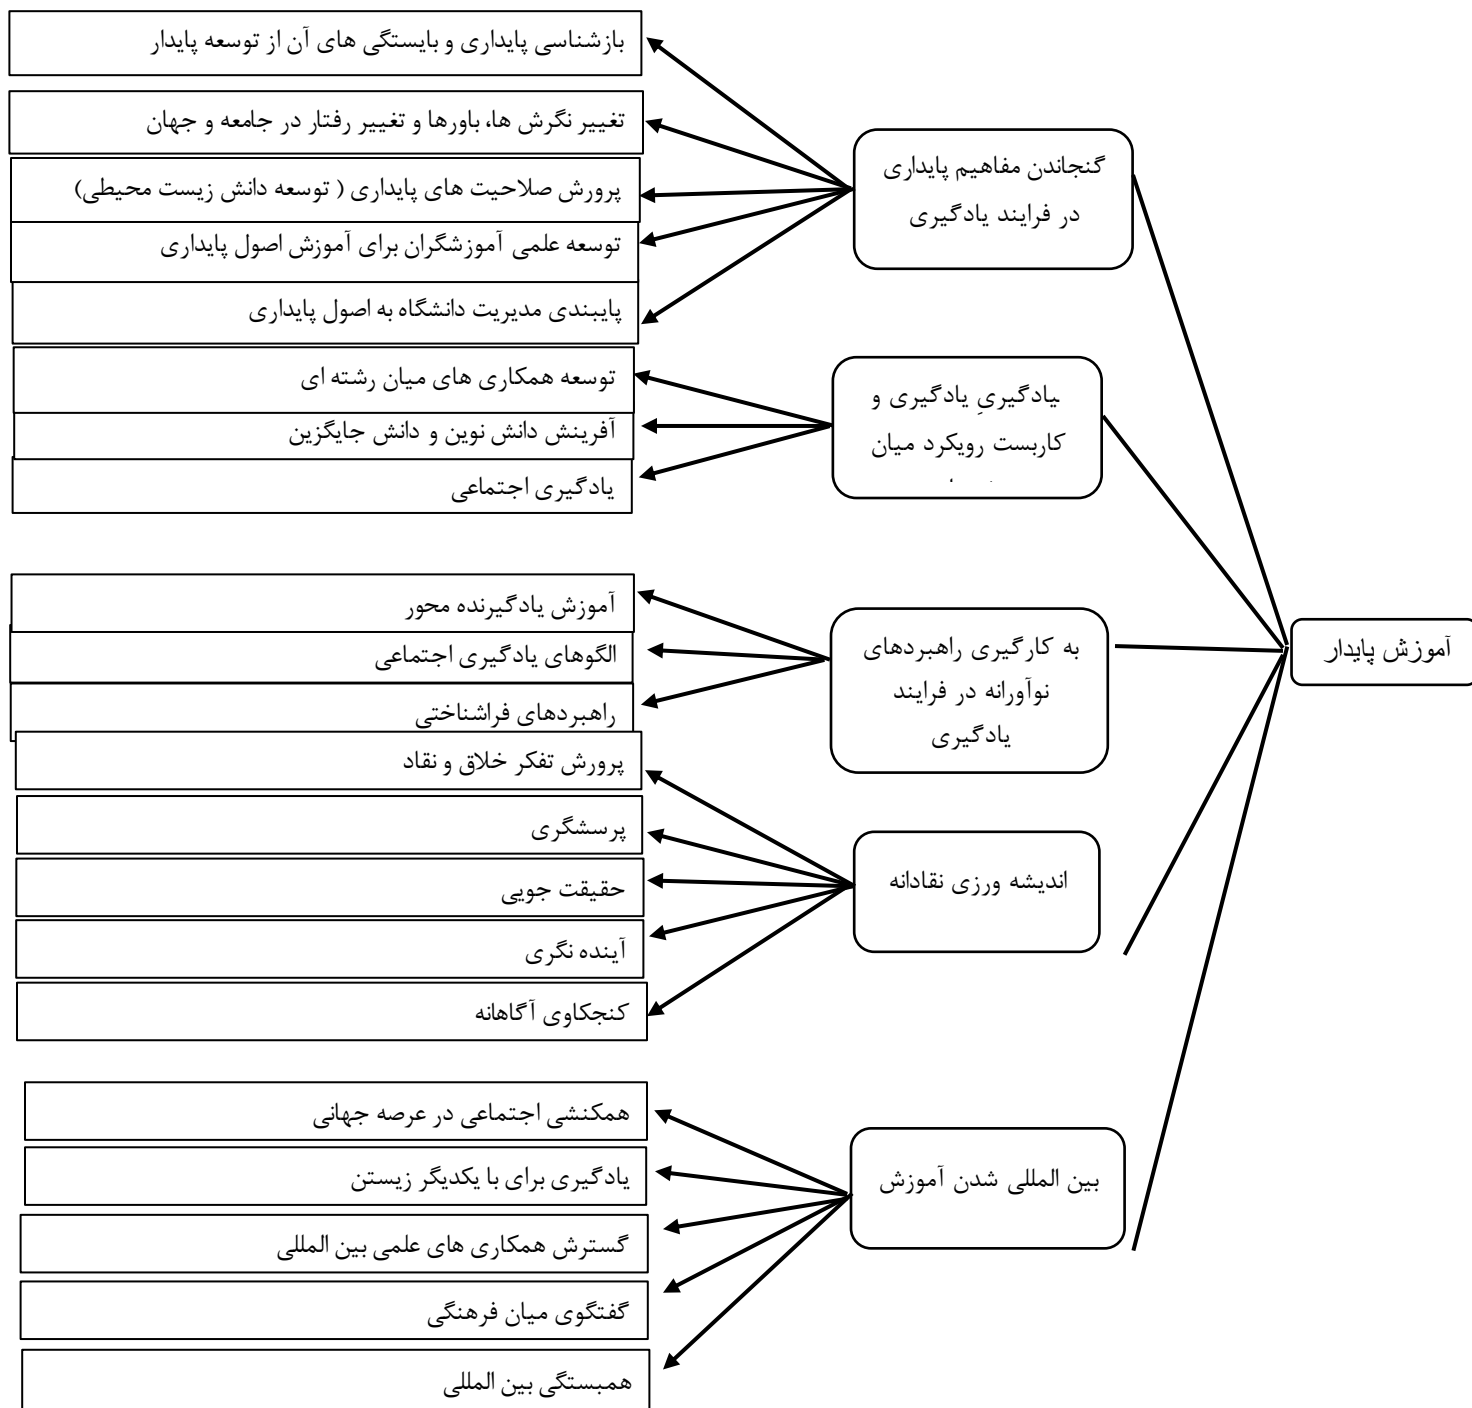 آموزش پایدار
گنجاندن مفاهیم پایداری
در فرایند یادگیری
بازشناسی پایداری و بایستگی های آن از توسعه پایدار
تغییر نگرش ها، باورها و تغییر رفتار در جامعه و جهان
پرورش صلاحیت های پایداری ( توسعه دانش زیست محیطی)
توسعه علمی آموزشگران برای آموزش اصول پایداری
پایبندی مدیریت دانشگاه به اصول پایداری
یادگیریِ یادگیری و
کاربست رویکرد میان
توسعه همکاری های میان رشته ای
آفرینش دانش نوین و دانش جایگزین
یادگیری اجتماعی
به کارگیری راهبردهای
نوآورانه در فرایند
یادگیری
آموزش یادگیرنده محور
الگوهای یادگیری اجتماعی
راهبردهای فراشناختی
اندیشه ورزی نقادانه
پرورش تفکر خلاق و نقاد
پرسشگری
حقیقت جویی
آینده نگری
کنجکاوی آگاهانه
بین المللی شدن آموزش
همکنشی اجتماعی در عرصه جهانی
یادگیری برای با یکدیگر زیستن
گسترش همکاری های علمی بین المللی
گفتگوی میان فرهنگی
همبستگی بین المللی